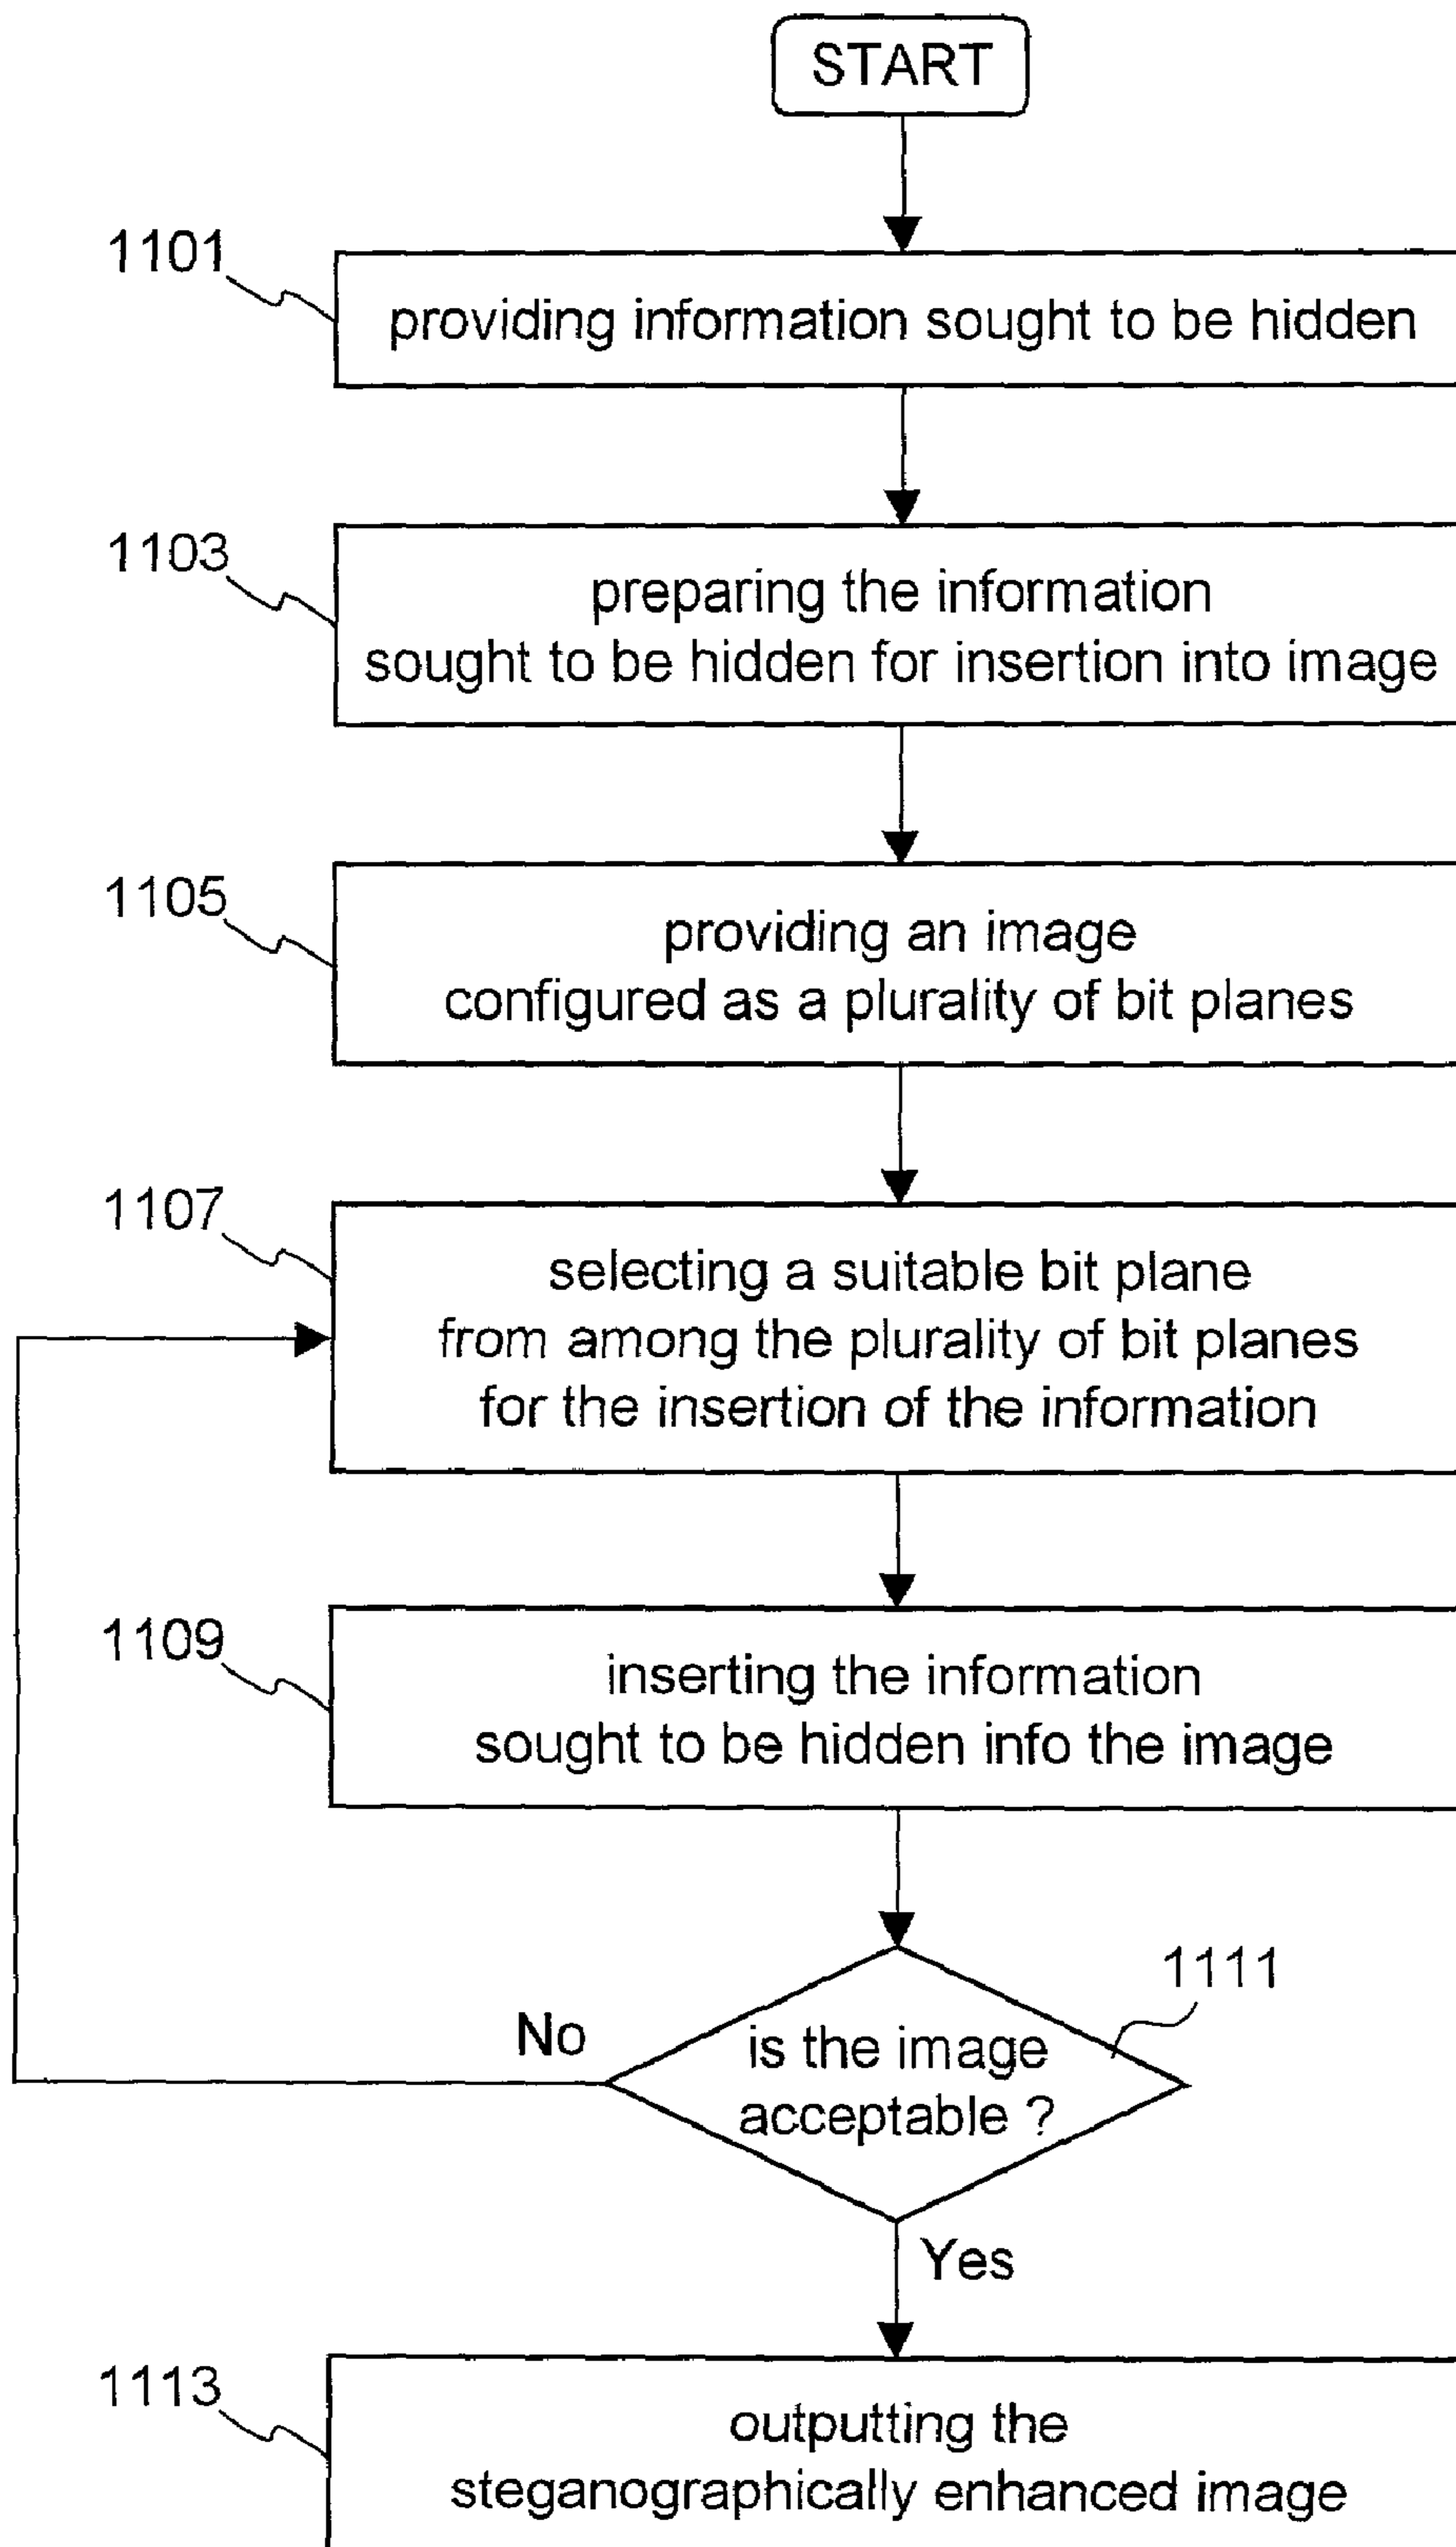 START
1101
providing information sought to be hidden
1103
preparing the information
sought to be hidden for insertion into image
1105
providing an image
configured as a plurality of bit planes
1107
selecting a suitable bit plane
from among the plurality of bit planes
for the insertion of the information
1109
inserting the information
sought to be hidden info the image
1111
is the image
acceptable ?
No
Yes
1113
outputting the
steganographically enhanced image